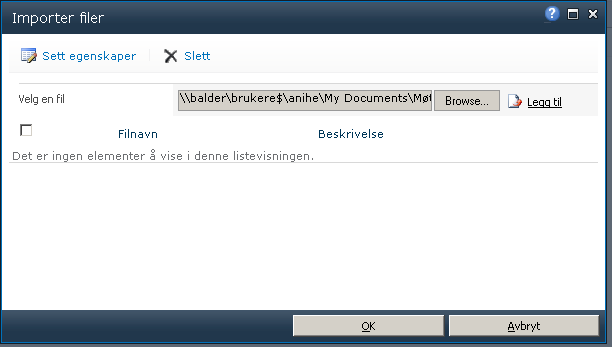 Importer filer
Sett egenskaper Slett
Velg en fil \\balder\brukere$\anihe\My Documents\Møt Browse... Legg til
Filnavn Beskrivelse
Det er ingen elementer å vise i denne listevisningen.
OK Avbryt